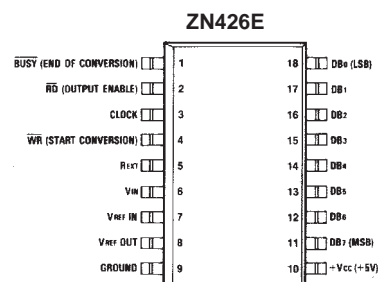 ZN426E
BUSY (END OF CONVERSION) 1 18 DB0 (LSB)
RD (OUTPUT ENABLE) 2 17 DB1
CLOCK 3 16 DB2
WR (START CONVERSION) 4 15 DB3
REXT 5 14 DB4
VIN 6 13 DB5
VREF IN 7 12 DB6
VREF OUT 8 11 DB7 (MSB)
GROUND 9 10 +VCC (+5V)